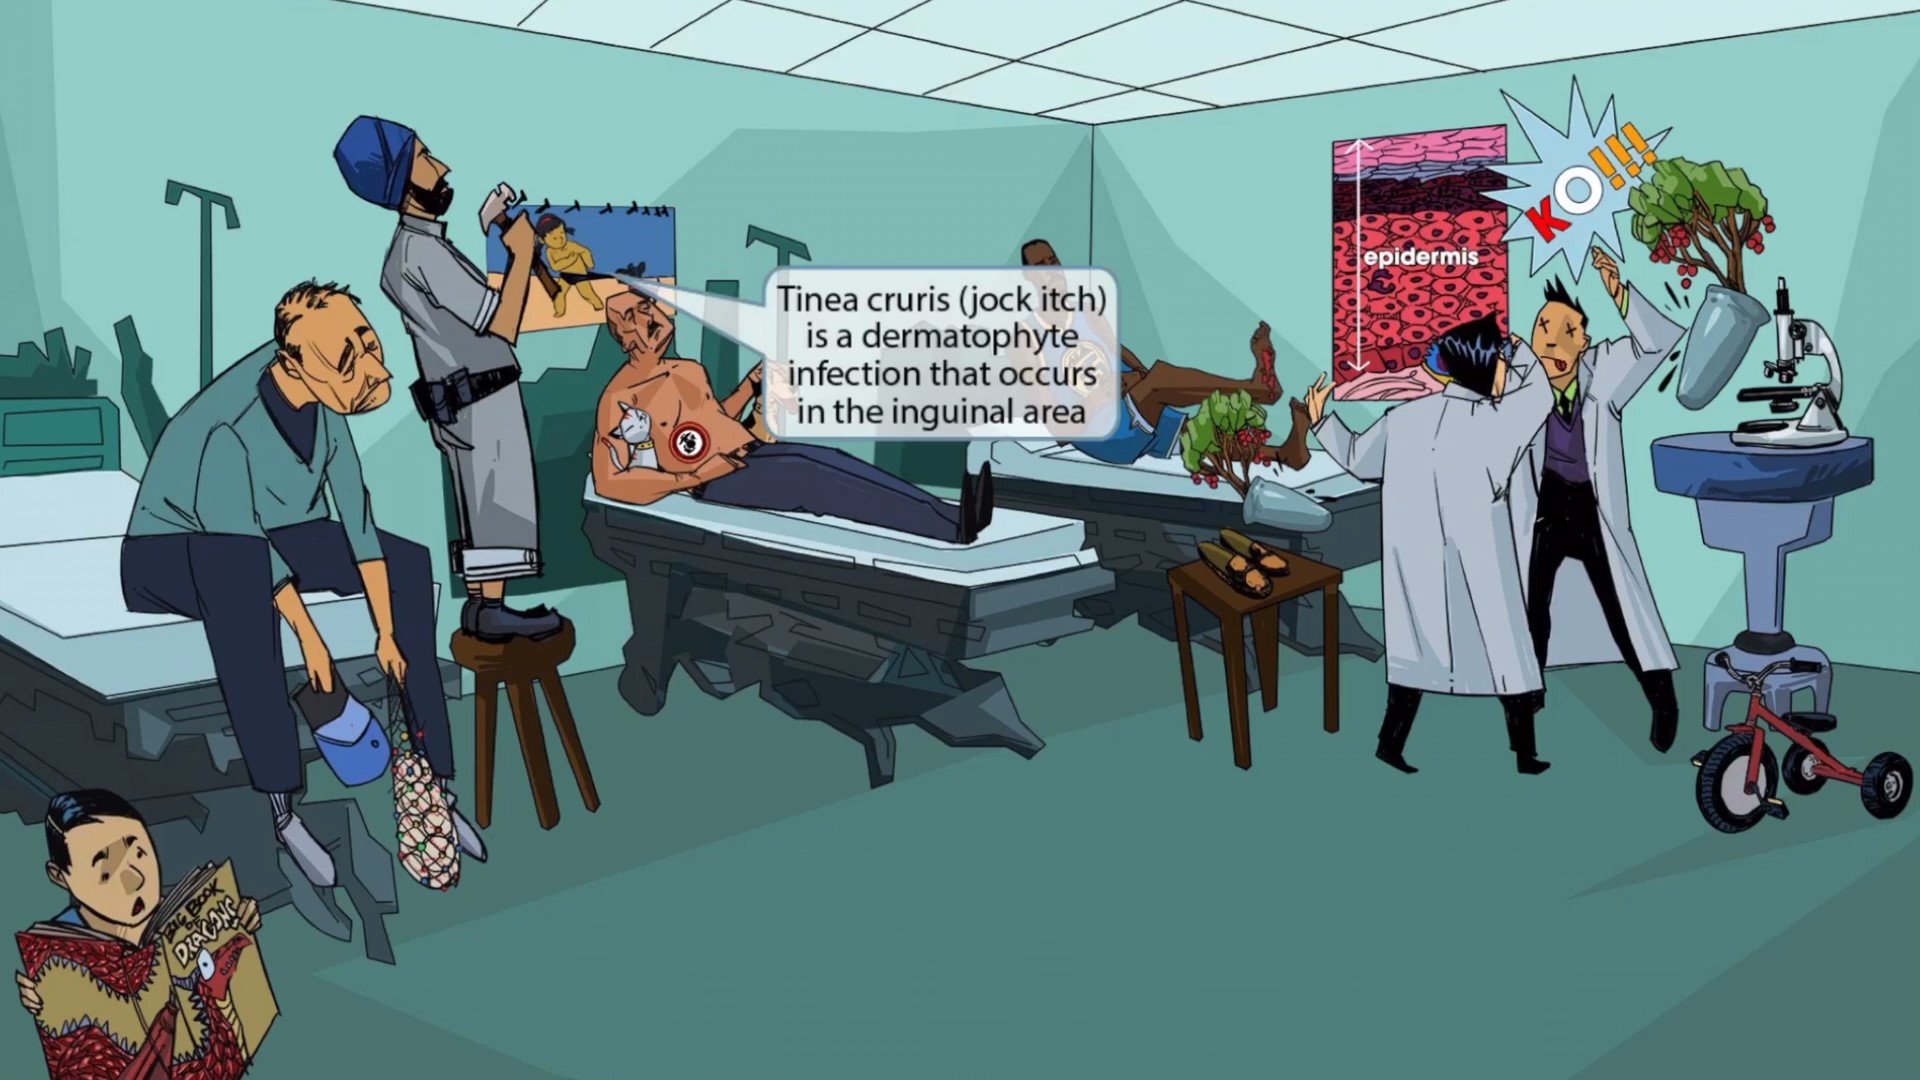 Tinea cruris (jock itch)
is a dermatophyte
infection that occurs
in the inguinal area
epidermis
KO!!!
BIG BOOK
OF
DRAGONS